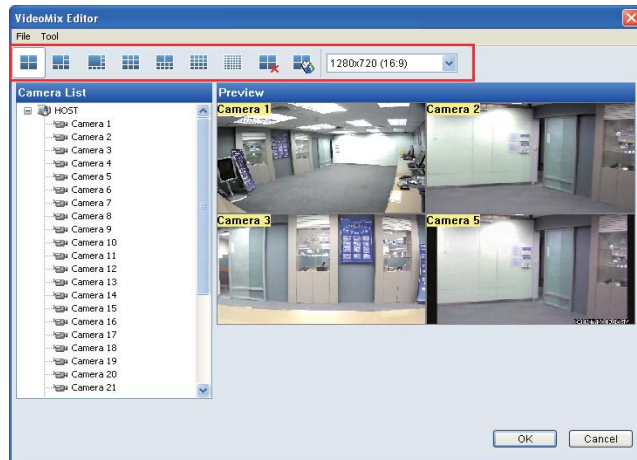 VideoMix Editor
File Tool
1280x720 (16:9)
Camera List
Preview
HOST
Camera 1
Camera 2
Camera 3
Camera 4
Camera 5
Camera 6
Camera 7
Camera 8
Camera 9
Camera 10
Camera 11
Camera 12
Camera 13
Camera 14
Camera 15
Camera 16
Camera 17
Camera 18
Camera 19
Camera 20
Camera 21
Camera 1
Camera 2
Camera 3
Camera 5
OK
Cancel